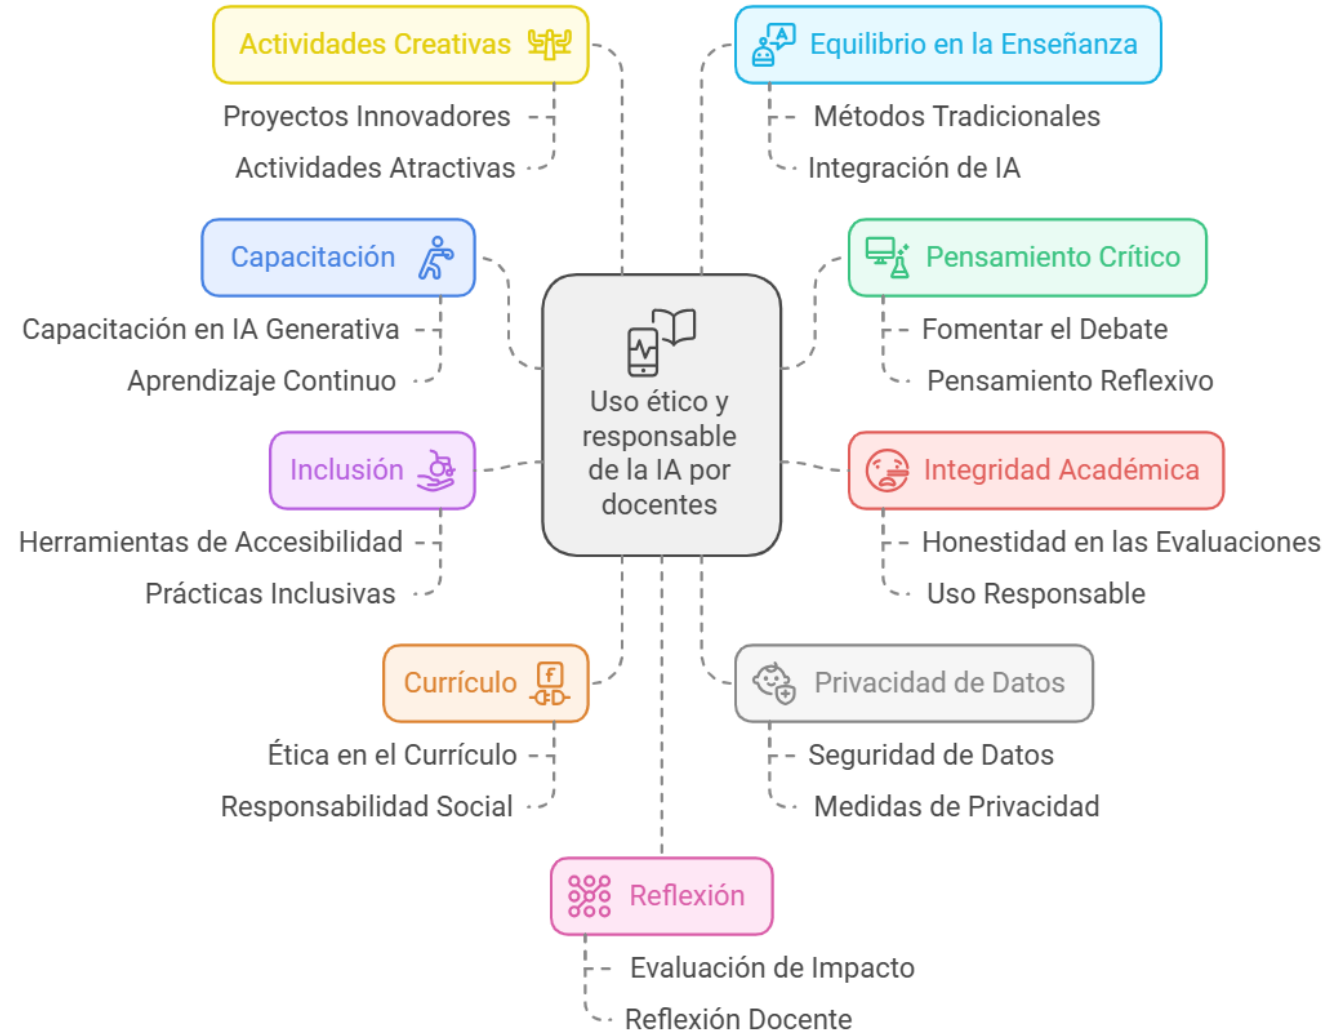 Actividades Creativas
Proyectos Innovadores
Actividades Atractivas
Equilibrio en la Enseñanza
Métodos Tradicionales
Integración de IA
Capacitación
Capacitación en IA Generativa
Aprendizaje Continuo
Pensamiento Crítico
Fomentar el Debate
Pensamiento Reflexivo
Uso ético y
responsable
de la IA por
docentes
Inclusión
Herramientas de Accesibilidad
Prácticas Inclusivas
Integridad Académica
Honestidad en las Evaluaciones
Uso Responsable
Currículo
Ética en el Currículo
Responsabilidad Social
Privacidad de Datos
Seguridad de Datos
Medidas de Privacidad
Reflexión
Evaluación de Impacto
Reflexión Docente